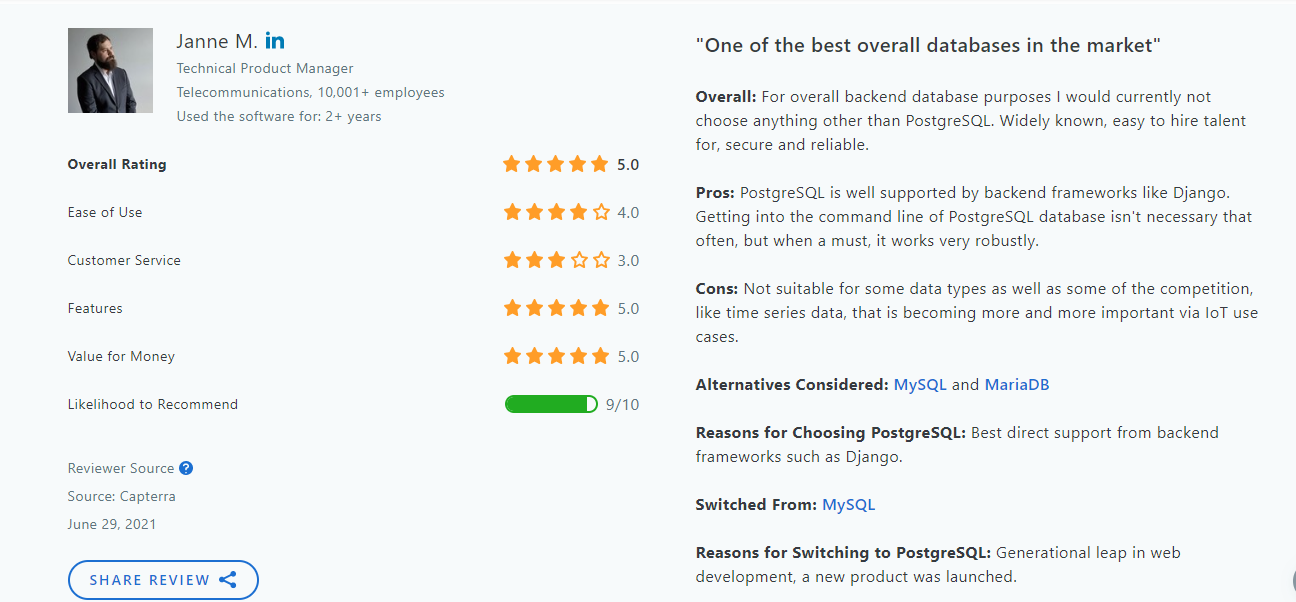 Janne M. in
Technical Product Manager
Telecommunications, 10,001+ employees
Used the software for: 2+ years
Overall Rating 5.0
Ease of Use 4.0
Customer Service 3.0
Features 5.0
Value for Money 5.0
Likelihood to Recommend 9/10
Reviewer Source ?
Source: Capterra
June 29, 2021
SHARE REVIEW
"One of the best overall databases in the market"
Overall: For overall backend database purposes I would currently not
choose anything other than PostgreSQL. Widely known, easy to hire talent
for, secure and reliable.
Pros: PostgreSQL is well supported by backend frameworks like Django.
Getting into the command line of PostgreSQL database isn't necessary that
often, but when a must, it works very robustly.
Cons: Not suitable for some data types as well as some of the competition,
like time series data, that is becoming more and more important via IoT use
cases.
Alternatives Considered: MySQL and MariaDB
Reasons for Choosing PostgreSQL: Best direct support from backend
frameworks such as Django.
Switched From: MySQL
Reasons for Switching to PostgreSQL: Generational leap in web
development, a new product was launched.